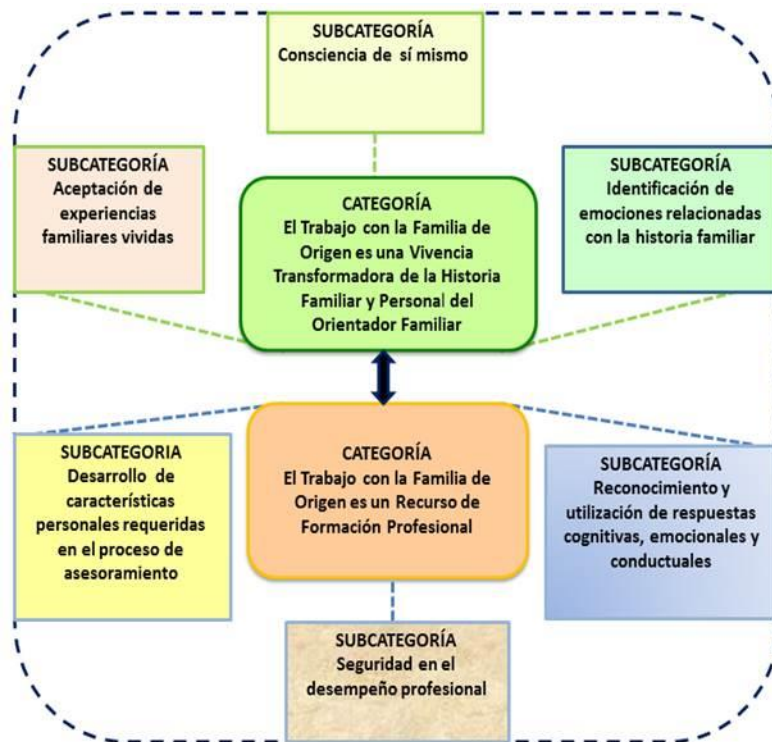 SUBCATEGORÍA
Consciencia de sí mismo
SUBCATEGORÍA
Aceptación de
experiencias
familiares vividas
CATEGORÍA
El Trabajo con la Familia de
Origen es una Vivencia
Transformadora de la Historia
Familiar y Personal del
Orientador Familiar
SUBCATEGORÍA
Identificación de
emociones relacionadas
con la historia familiar
SUBCATEGORIA
Desarrollo de
características
personales requeridas
en el proceso de
asesoramiento
CATEGORÍA
El Trabajo con la Familia de
Origen es un Recurso de
Formación Profesional
SUBCATEGORÍA
Reconocimiento y
utilización de respuestas
cognitivas, emocionales y
conductuales
SUBCATEGORÍA
Seguridad en el
desempeño profesional